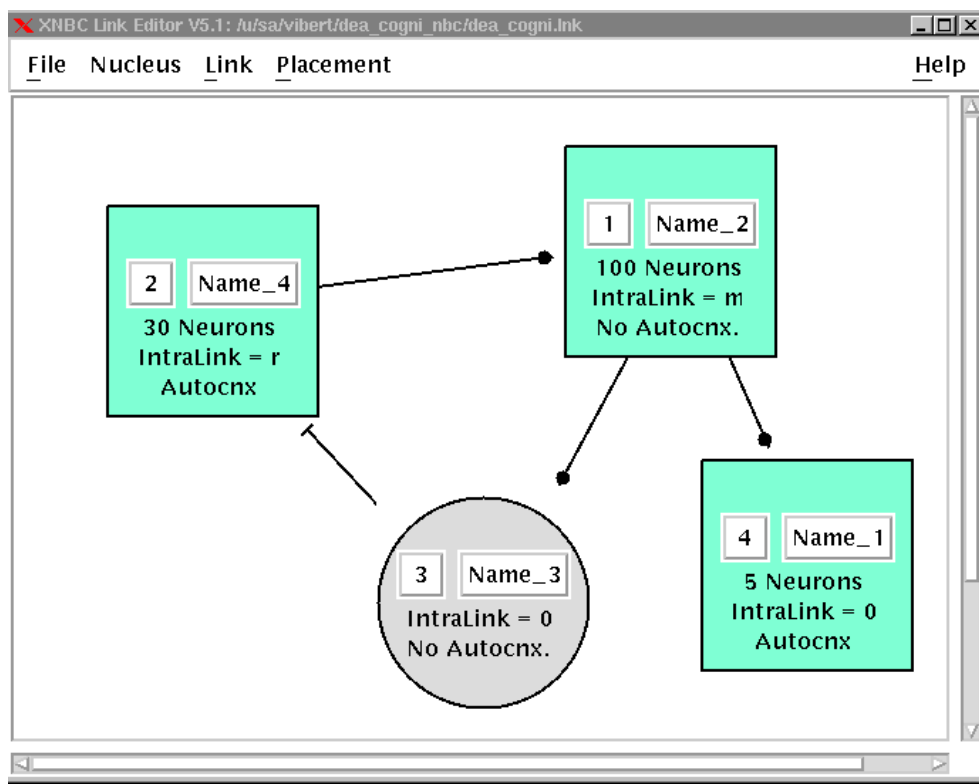 XNBC Link Editor V5.1: /u/sa/vibert/dea_cogni_nbc/dea_cogni.lnk
File Nucleus Link Placement Help
1 Name_2
100 Neurons
IntraLink = m
No Autocnx.
2 Name_4
30 Neurons
IntraLink = r
Autocnx
3 Name_3
IntraLink = 0
No Autocnx.
4 Name_1
5 Neurons
IntraLink = 0
Autocnx